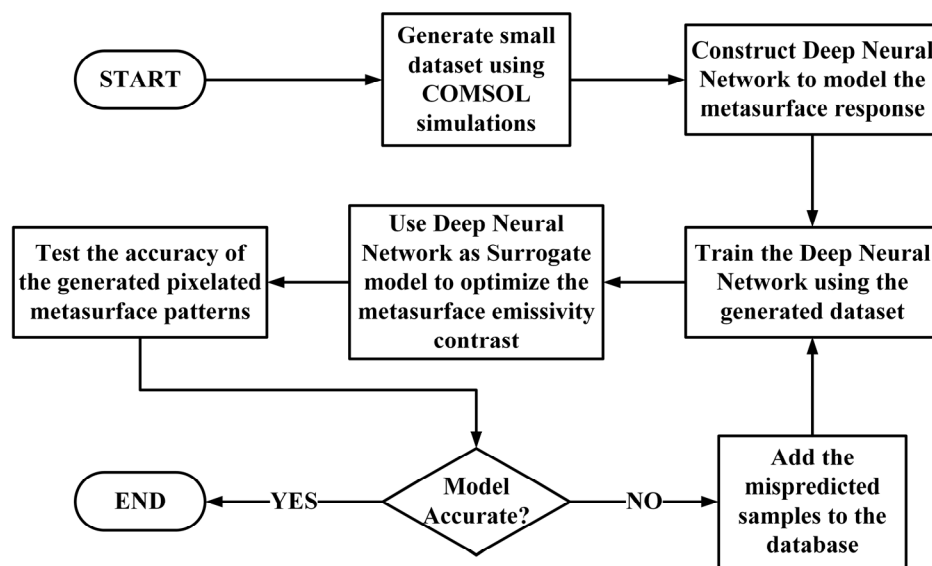 START
Generate small
dataset using
COMSOL
simulations
Construct Deep Neural
Network to model the
metasurface response
Test the accuracy of
the generated pixelated
metasurface patterns
Use Deep Neural
Network as Surrogate
model to optimize the
metasurface emissivity
contrast
Train the Deep Neural
Network using the
generated dataset
END
YES
Model
Accurate?
NO
Add the
mispredicted
samples to the
database